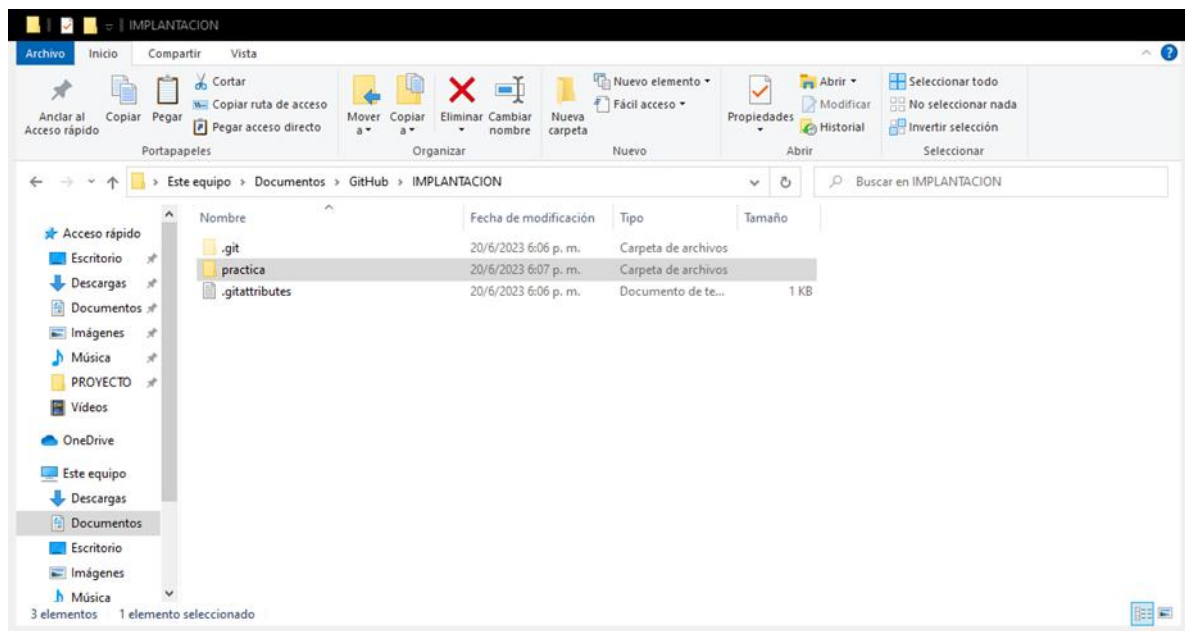 IMPLANTACION
Archivo Inicio Compartir Vista
Anclar al Acceso rápido
Copiar
Pegar
Cortar
Copiar ruta de acceso
Pegar acceso directo
Portapapeles
Mover a
Copiar a
Eliminar
Cambiar nombre
Organizar
Nueva carpeta
Nuevo elemento
Fácil acceso
Nuevo
Propiedades
Abrir
Modificar
Historial
Abrir
Seleccionar todo
No seleccionar nada
Invertir selección
Seleccionar
Este equipo > Documentos > GitHub > IMPLANTACION
Buscar en IMPLANTACION
Acceso rápido
Escritorio
Descargas
Documentos
Imágenes
Música
PROYECTO
Vídeos
OneDrive
Este equipo
Descargas
Documentos
Escritorio
Imágenes
Música
Nombre Fecha de modificación Tipo Tamaño
.git 20/6/2023 6:06 p. m. Carpeta de archivos
practica 20/6/2023 6:07 p. m. Carpeta de archivos
.gitattributes 20/6/2023 6:06 p. m. Documento de te... 1 KB
3 elementos 1 elemento seleccionado